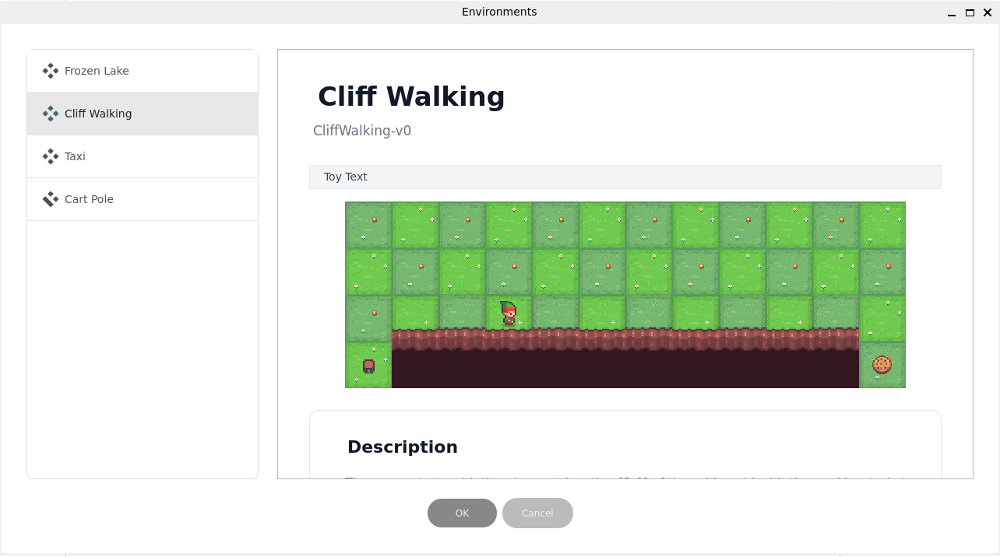 Environments
Frozen Lake
Cliff Walking
Taxi
Cart Pole
Cliff Walking
CliffWalking-v0
Toy Text
Description
OK
Cancel